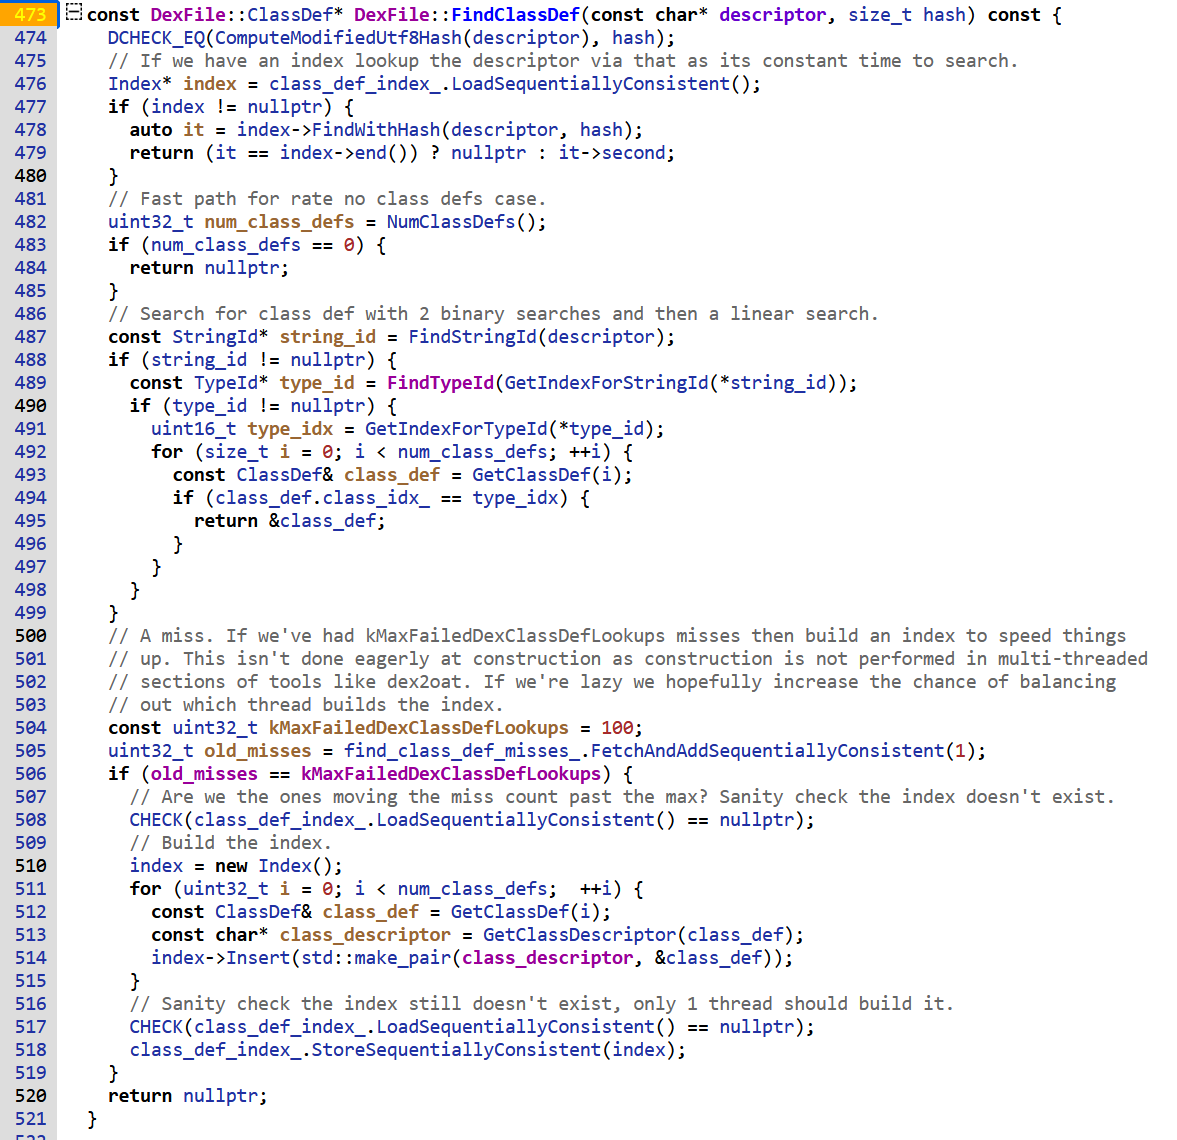 473 const DexFile::ClassDef* DexFile::FindClassDef(const char* descriptor, size_t hash) const {
474   DCHECK_EQ(ComputeModifiedUtf8Hash(descriptor), hash);
475   // If we have an index lookup the descriptor via that as its constant time to search.
476   Index* index = class_def_index_.LoadSequentiallyConsistent();
477   if (index != nullptr) {
478     auto it = index->FindWithHash(descriptor, hash);
479     return (it == index->end()) ? nullptr : it->second;
480   }
481   // Fast path for rate no class defs case.
482   uint32_t num_class_defs = NumClassDefs();
483   if (num_class_defs == 0) {
484     return nullptr;
485   }
486   // Search for class def with 2 binary searches and then a linear search.
487   const StringId* string_id = FindStringId(descriptor);
488   if (string_id != nullptr) {
489     const TypeId* type_id = FindTypeId(GetIndexForStringId(*string_id));
490     if (type_id != nullptr) {
491       uint16_t type_idx = GetIndexForTypeId(*type_id);
492       for (size_t i = 0; i < num_class_defs; ++i) {
493         const ClassDef& class_def = GetClassDef(i);
494         if (class_def.class_idx_ == type_idx) {
495           return &class_def;
496         }
497       }
498     }
499   }
500   // A miss. If we've had kMaxFailedDexClassDefLookups misses then build an index to speed things
501   // up. This isn't done eagerly at construction as construction is not performed in multi-threaded
502   // sections of tools like dex2oat. If we're lazy we hopefully increase the chance of balancing
503   // out which thread builds the index.
504   const uint32_t kMaxFailedDexClassDefLookups = 100;
505   uint32_t old_misses = find_class_def_misses_.FetchAndAddSequentiallyConsistent(1);
506   if (old_misses == kMaxFailedDexClassDefLookups) {
507     // Are we the ones moving the miss count past the max? Sanity check the index doesn't exist.
508     CHECK(class_def_index_.LoadSequentiallyConsistent() == nullptr);
509     // Build the index.
510     index = new Index();
511     for (uint32_t i = 0; i < num_class_defs;  ++i) {
512       const ClassDef& class_def = GetClassDef(i);
513       const char* class_descriptor = GetClassDescriptor(class_def);
514       index->Insert(std::make_pair(class_descriptor, &class_def));
515     }
516     // Sanity check the index still doesn't exist, only 1 thread should build it.
517     CHECK(class_def_index_.LoadSequentiallyConsistent() == nullptr);
518     class_def_index_.StoreSequentiallyConsistent(index);
519   }
520   return nullptr;
521 }